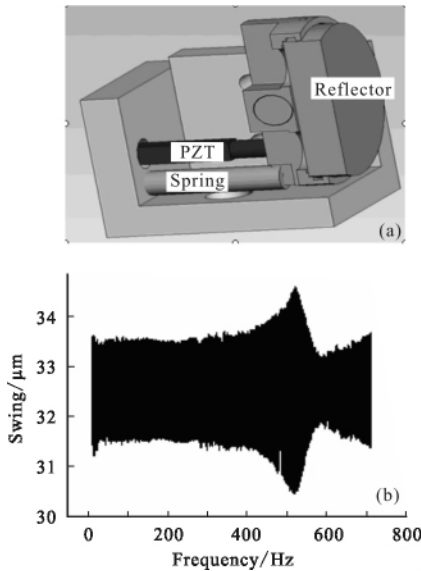 Reflector
PZT
Spring
(a)
Swing/μm
34
33
32
31
30
(b)
0 200 400 600 800
Frequency/Hz